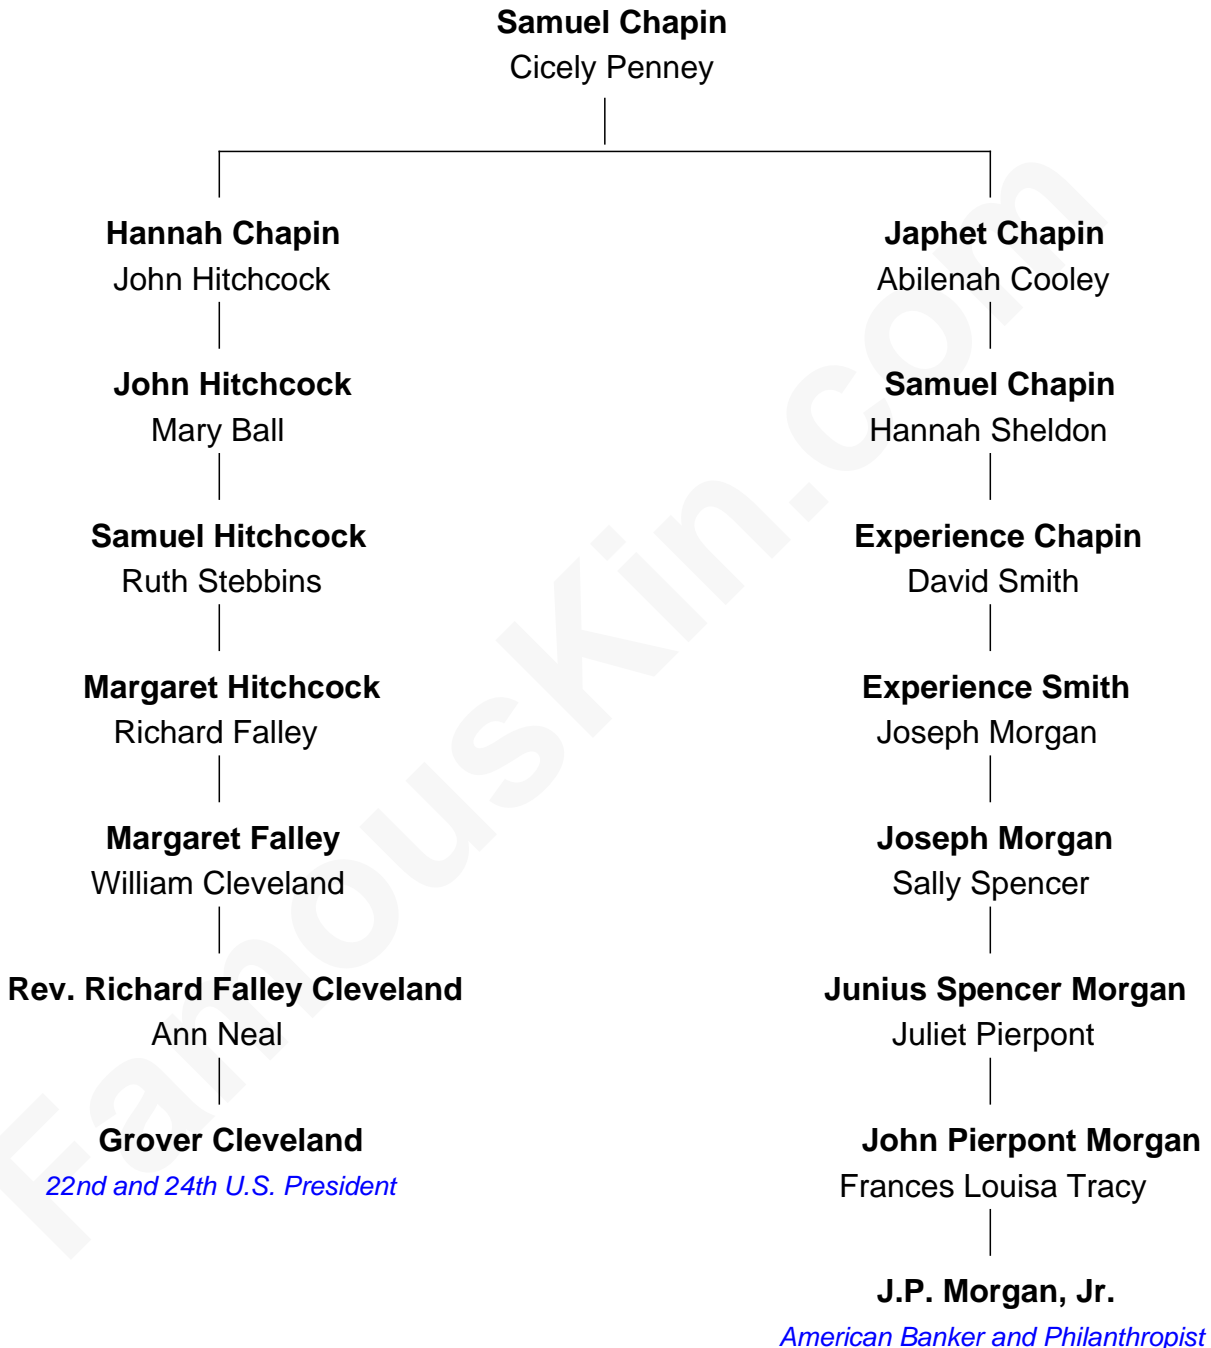 Samuel Chapin
Cicely Penney
Hannah Chapin
John Hitchcock
Japhet Chapin
Abilenah Cooley
John Hitchcock
Mary Ball
Samuel Chapin
Hannah Sheldon
Samuel Hitchcock
Ruth Stebbins
Experience Chapin
David Smith
Margaret Hitchcock
Richard Falley
Experience Smith
Joseph Morgan
Margaret Falley
William Cleveland
Joseph Morgan
Sally Spencer
Rev. Richard Falley Cleveland
Ann Neal
Junius Spencer Morgan
Juliet Pierpont
Grover Cleveland
22nd and 24th U.S. President
John Pierpont Morgan
Frances Louisa Tracy
J.P. Morgan, Jr.
American Banker and Philanthropist
FamousKin.com